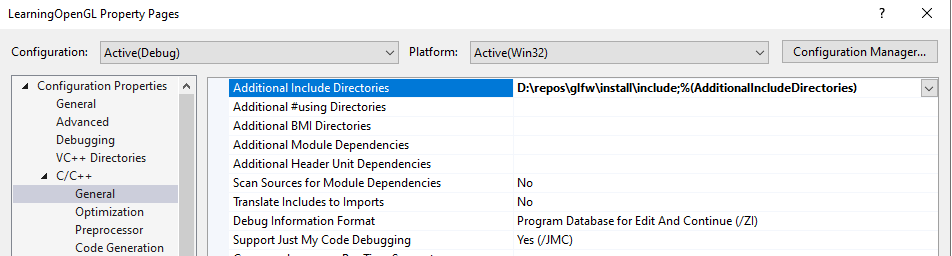 LearningOpenGL Property Pages ? ×
Configuration: Active(Debug) Platform: Active(Win32) Configuration Manager...
Configuration Properties
General
Advanced
Debugging
VC++ Directories
C/C++
General
Optimization
Preprocessor
Code Generation
Additional Include Directories D:\repos\glfw\install\include;%(AdditionalIncludeDirectories)
Additional #using Directories
Additional BMI Directories
Additional Module Dependencies
Additional Header Unit Dependencies
Scan Sources for Module Dependencies No
Translate Includes to Imports No
Debug Information Format Program Database for Edit And Continue (/ZI)
Support Just My Code Debugging Yes (/JMC)